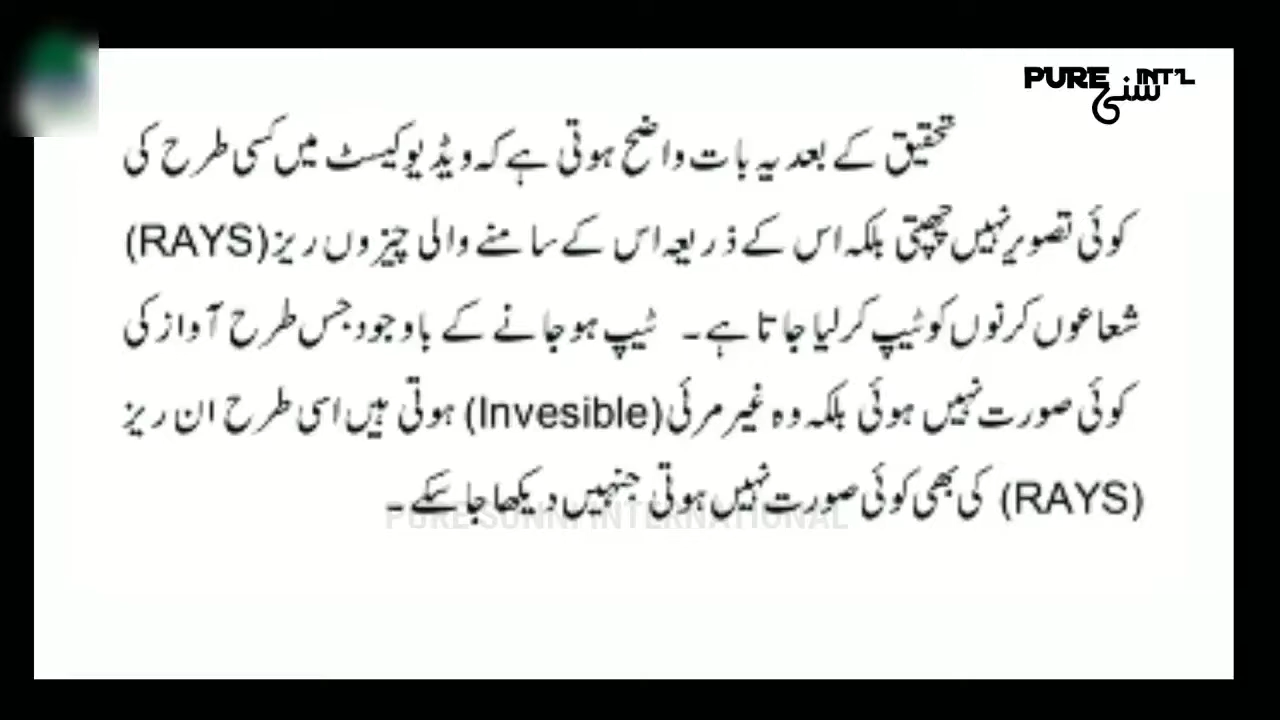 PURE سنی INT'L
تحقیق کے بعد یہ بات واضح ہوتی ہے کہ ویڈیو کیسٹ میں کسی طرح کی
کوئی تصویر نہیں چھپتی بلکہ اس کے ذریعہ اس کے سامنے والی چیزوں ریز (RAYS)
شعاعوں کرنوں کو ٹیپ کر لیا جاتا ہے۔ ٹیپ ہو جانے کے باوجود جس طرح آواز کی
کوئی صورت نہیں ہوئی بلکہ وہ غیر مرئی (Invesible) ہوتی ہیں اسی طرح ان ریز
(RAYS) کی بھی کوئی صورت نہیں ہوتی جنہیں دیکھا جا سکے۔
PURE SUNNI INTERNATIONAL